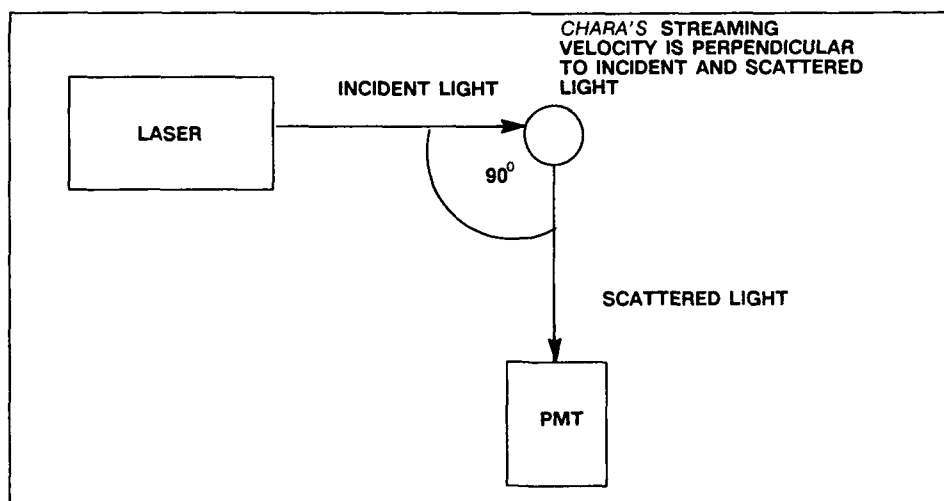 CHARA'S STREAMING
VELOCITY IS PERPENDICULAR
TO INCIDENT AND SCATTERED
LIGHT
INCIDENT LIGHT
LASER
90⁰
SCATTERED LIGHT
PMT